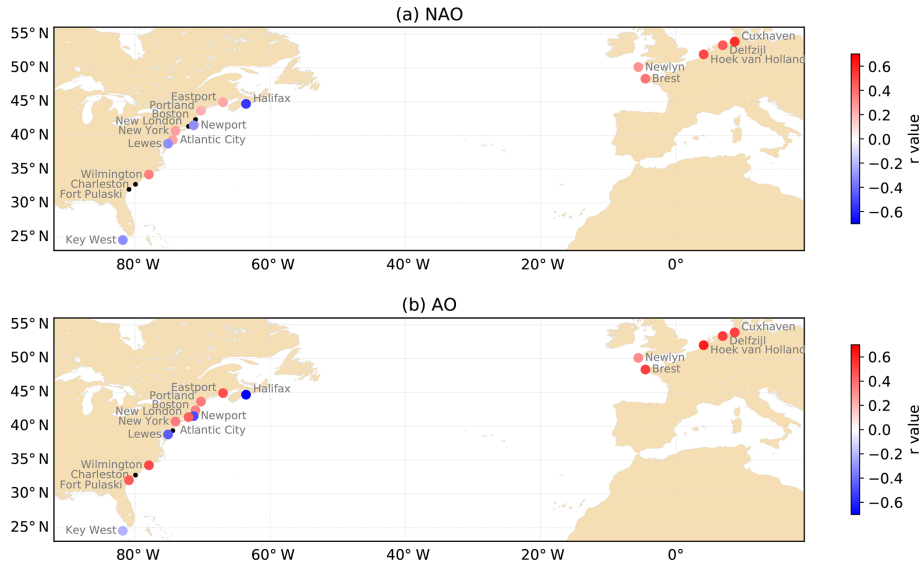 (a) NAO
55° N
50° N
45° N
40° N
35° N
30° N
25° N
Cuxhaven
Delfzijl
Hoek van Holland
Newlyn
Brest
Eastport
Halifax
Portland
Boston
New London
Newport
New York
Atlantic City
Lewes
Wilmington
Charleston
Fort Pulaski
Key West
80° W
60° W
40° W
20° W
0°
0.6
0.4
0.2
0.0
−0.2
−0.4
−0.6
r value
(b) AO
55° N
50° N
45° N
40° N
35° N
30° N
25° N
Cuxhaven
Delfzijl
Hoek van Holland
Newlyn
Brest
Eastport
Halifax
Portland
Boston
New London
Newport
New York
Atlantic City
Lewes
Wilmington
Charleston
Fort Pulaski
Key West
80° W
60° W
40° W
20° W
0°
0.6
0.4
0.2
0.0
−0.2
−0.4
−0.6
r value